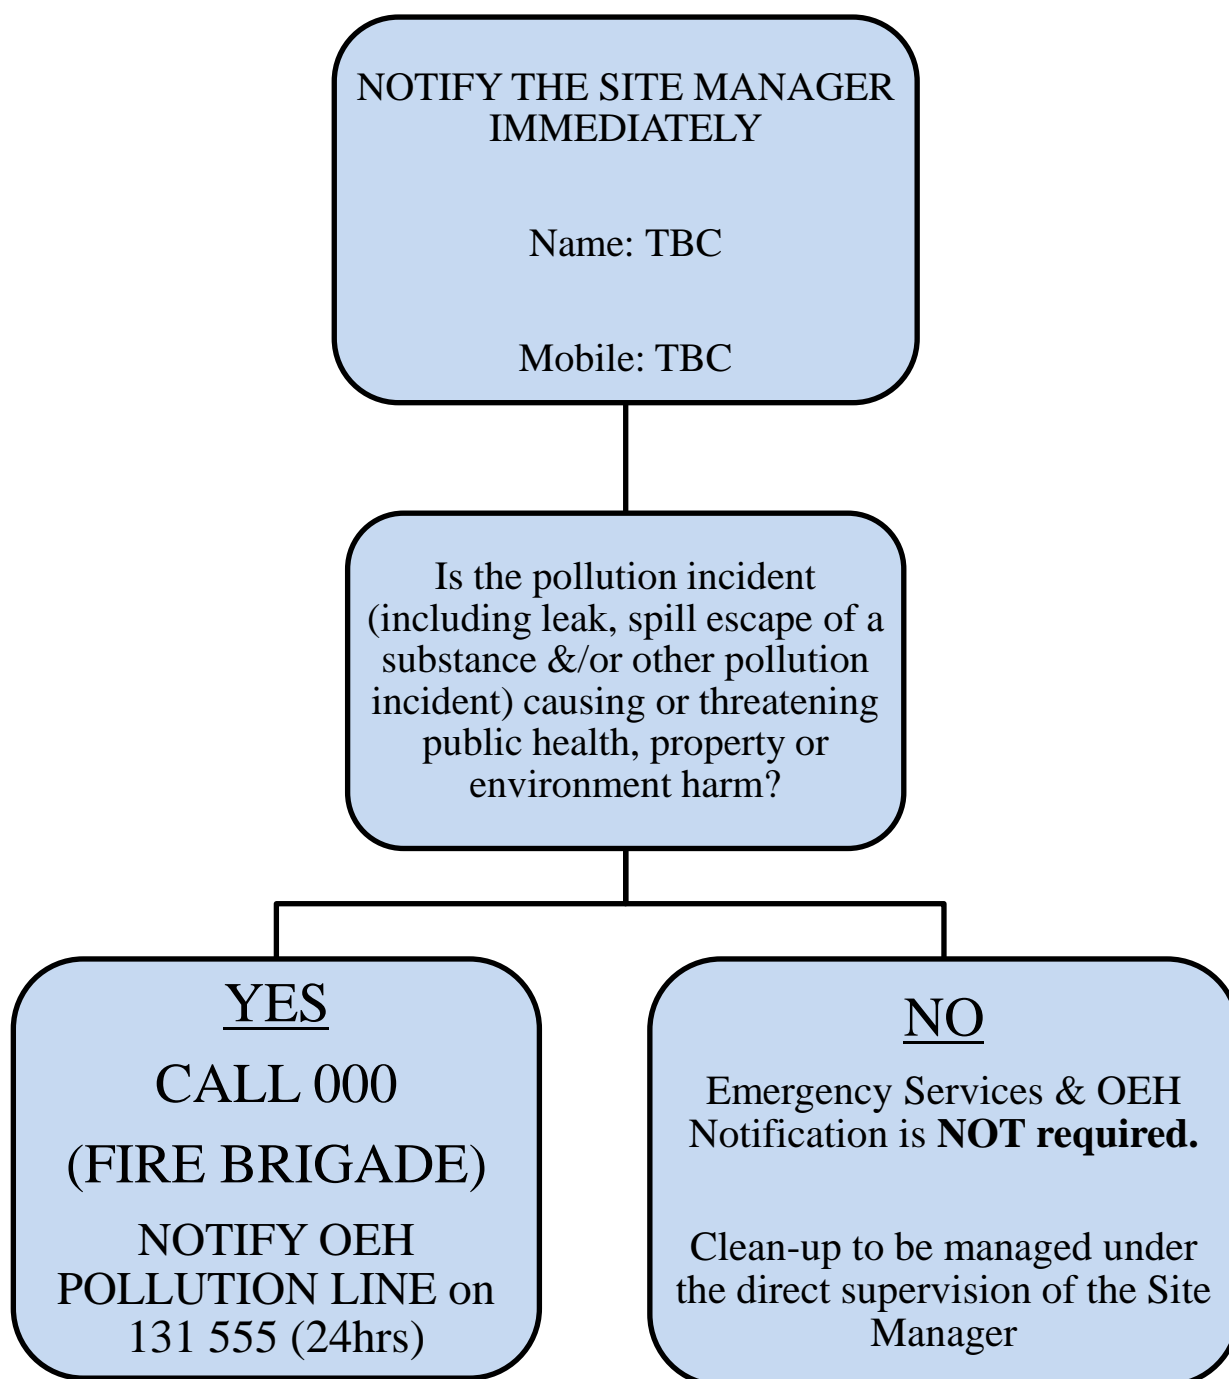 NOTIFY THE SITE MANAGER
IMMEDIATELY
Name: TBC
Mobile: TBC
Is the pollution incident
(including leak, spill escape of a
substance &/or other pollution
incident) causing or threatening
public health, property or
environment harm?
YES
CALL 000
(FIRE BRIGADE)
NOTIFY OEH
POLLUTION LINE on
131 555 (24hrs)
NO
Emergency Services & OEH
Notification is NOT required.
Clean-up to be managed under
the direct supervision of the Site
Manager